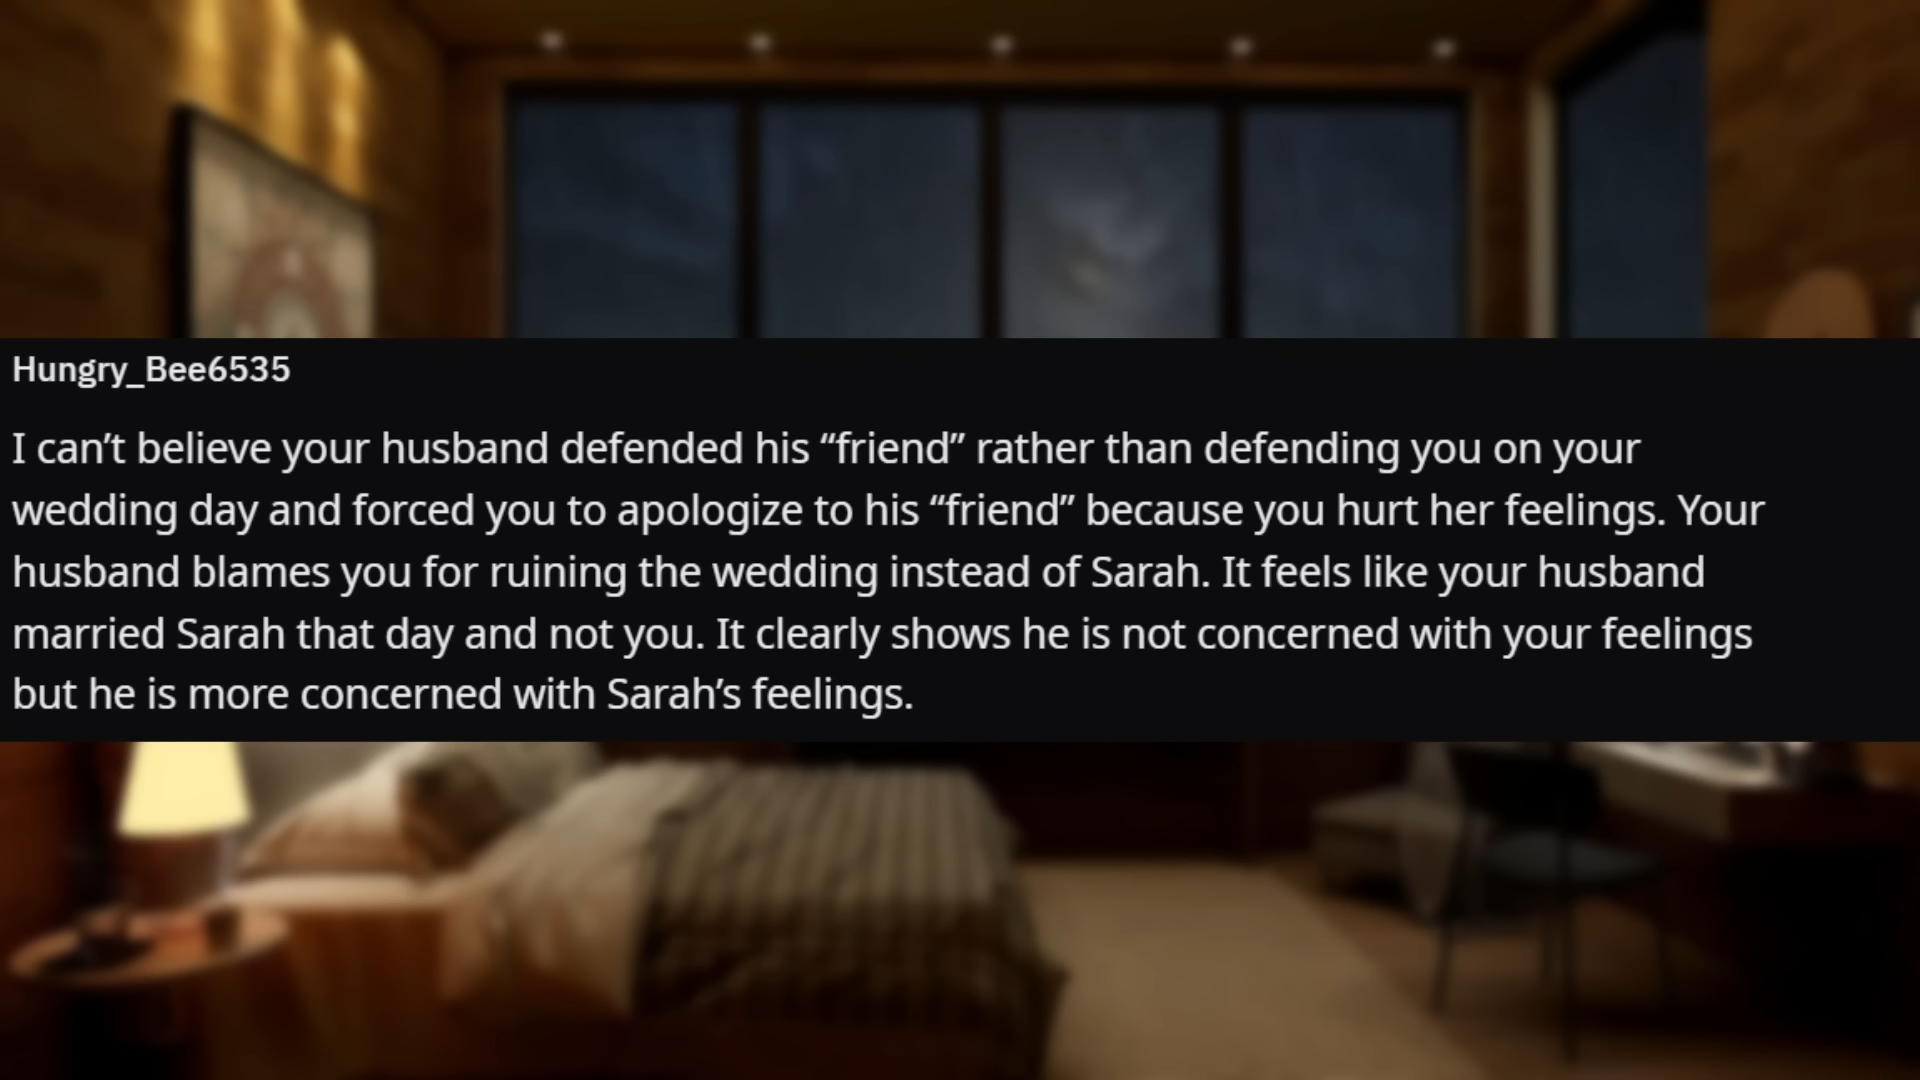 Hungry_Bee6535
I can’t believe your husband defended his “friend” rather than defending you on your
wedding day and forced you to apologize to his “friend” because you hurt her feelings. Your
husband blames you for ruining the wedding instead of Sarah. It feels like your husband
married Sarah that day and not you. It clearly shows he is not concerned with your feelings
but he is more concerned with Sarah’s feelings.